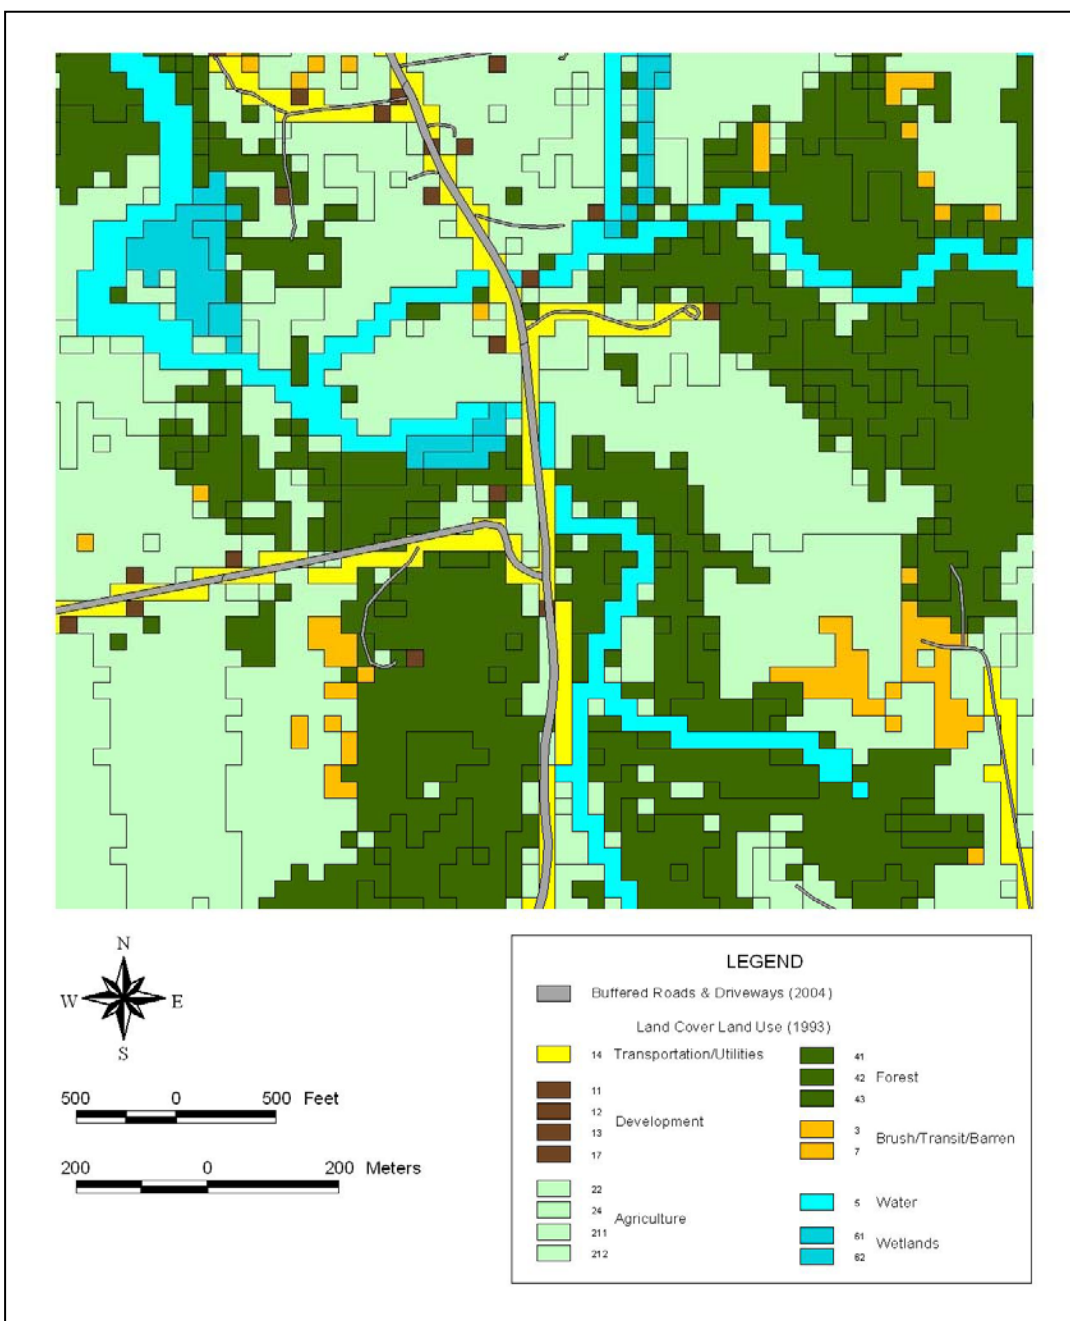 N
W E
S
500 0 500 Feet
200 0 200 Meters
LEGEND
Buffered Roads & Driveways (2004)
Land Cover Land Use (1993)
14 Transportation/Utilities
11
12
Development
13
17
22
24
Agriculture
211
212
41
42 Forest
43
3
Brush/Transit/Barren
7
5 Water
61
Wetlands
62